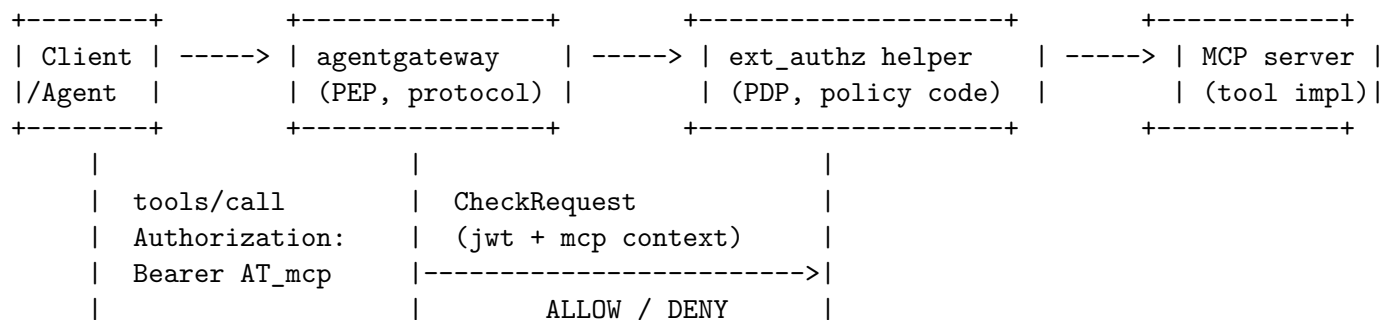 +--------+ +----------------+ +--------------------+ +------------+
| Client | -----> | agentgateway | -----> | ext_authz helper | -----> | MCP server |
|/Agent | | (PEP, protocol) | | (PDP, policy code) | | (tool impl)|
+--------+ +----------------+ +--------------------+ +------------+
| | |
| tools/call | CheckRequest |
| Authorization: | (jwt + mcp context) |
| Bearer AT_mcp |------------------------->|
| | ALLOW / DENY |